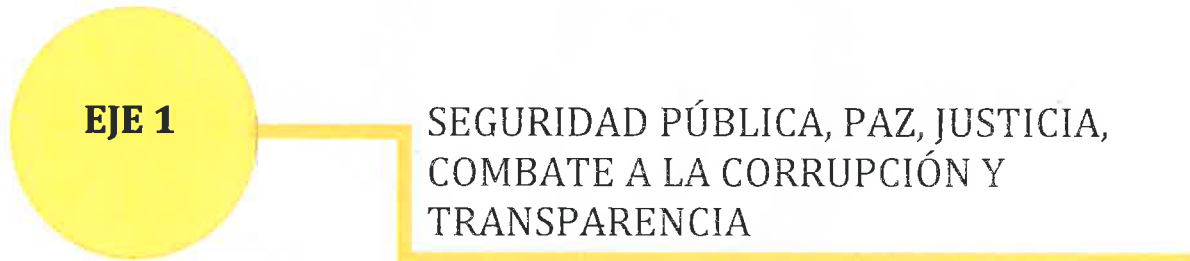 EJE 1
SEGURIDAD PÚBLICA, PAZ, JUSTICIA,
COMBATE A LA CORRUPCIÓN Y
TRANSPARENCIA